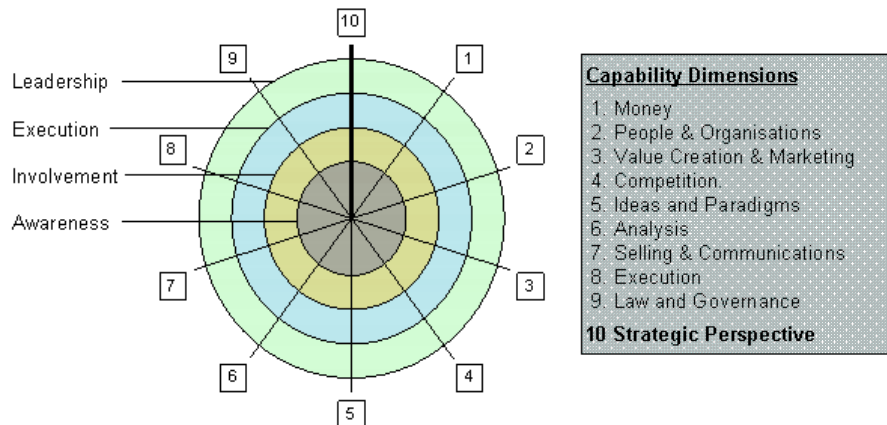 10
9
1
Leadership
Execution
8
2
Involvement
Awareness
7
3
6
4
5
Capability Dimensions
1. Money
2. People & Organisations
3. Value Creation & Marketing
4. Competition.
5. Ideas and Paradigms
6. Analysis
7. Selling & Communications
8. Execution
9. Law and Governance
10 Strategic Perspective